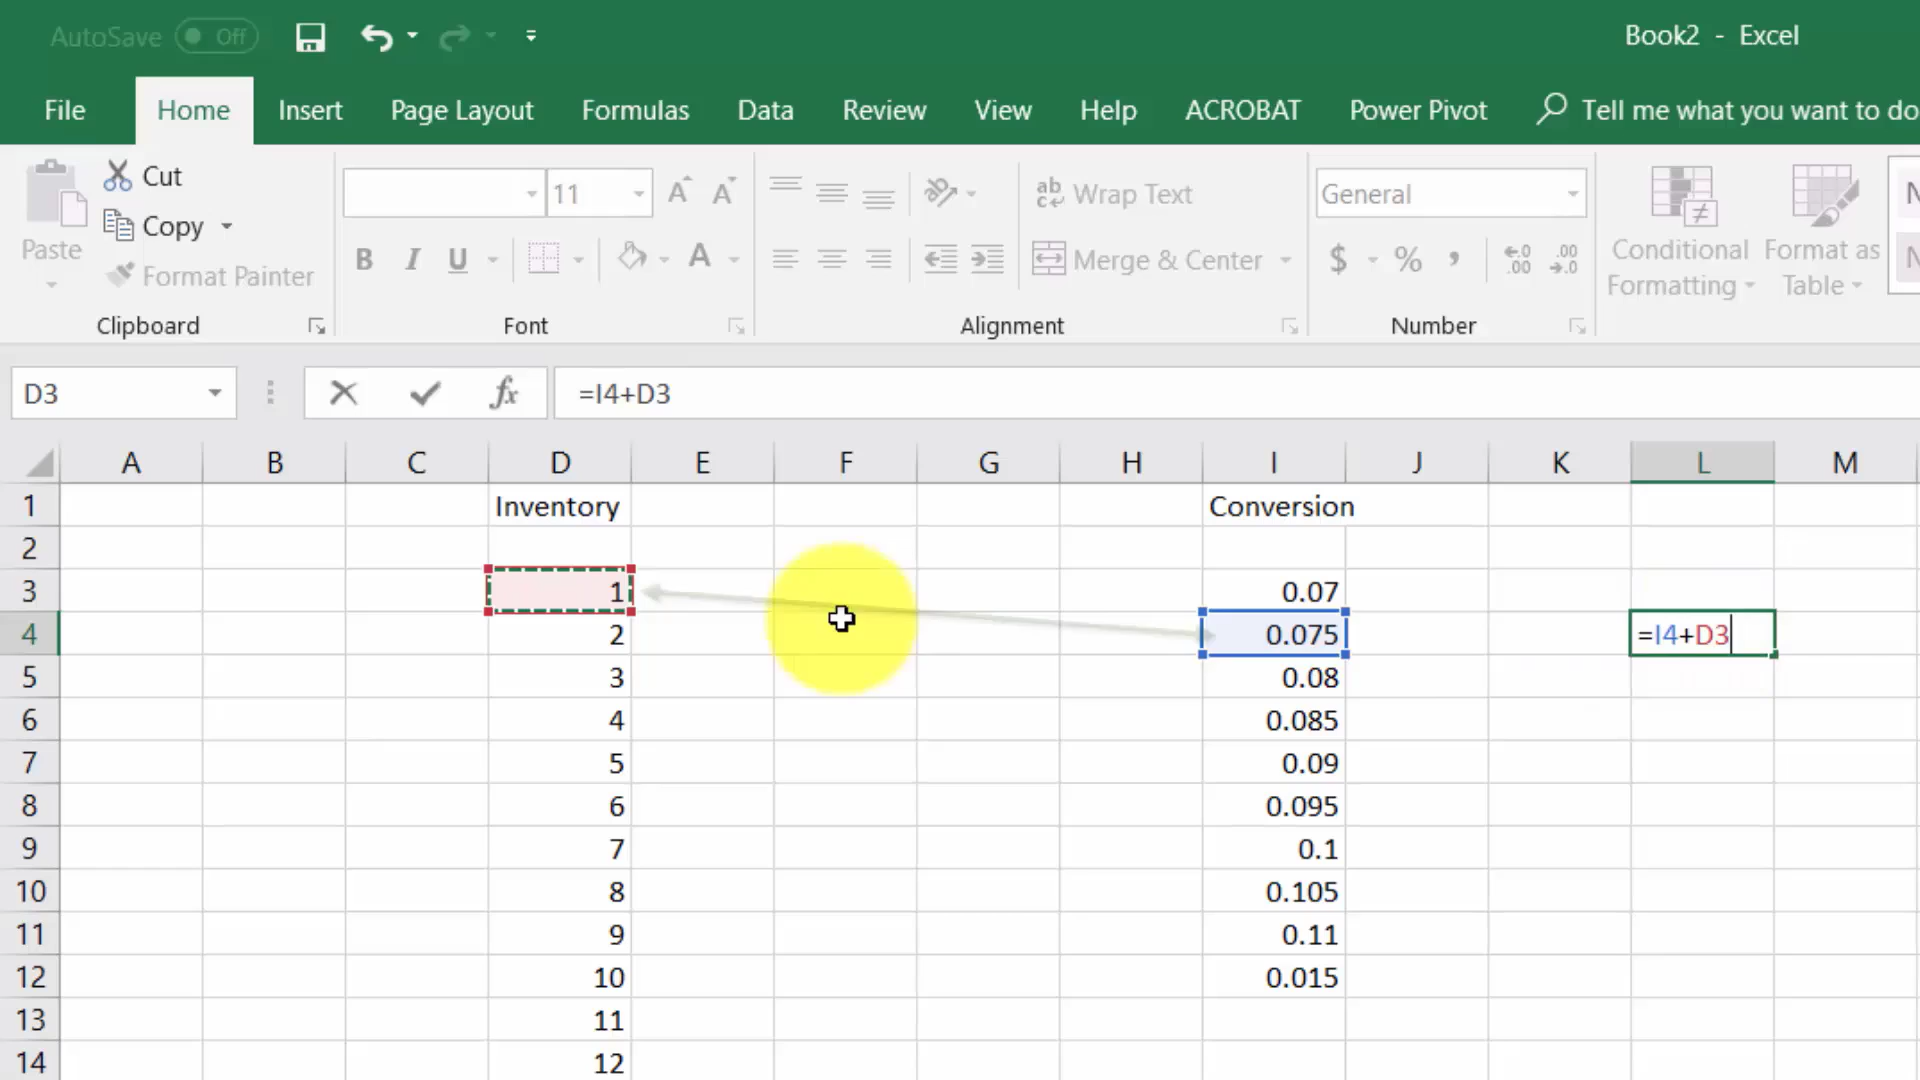 AutoSave Off
Book2 - Excel
File Home Insert Page Layout Formulas Data Review View Help ACROBAT Power Pivot Tell me what you want to do
Cut
Copy
Format Painter
Paste
Clipboard
11
B I U
Font
Wrap Text
Merge & Center
Alignment
General
$ % ,
Number
Conditional Formatting
Format as Table
D3 fx =I4+D3
A B C D E F G H I J K L M
1 Inventory Conversion
2
3 1 0.07
4 2 0.075 =I4+D3
5 3 0.08
6 4 0.085
7 5 0.09
8 6 0.095
9 7 0.1
10 8 0.105
11 9 0.11
12 10 0.015
13 11
14 12